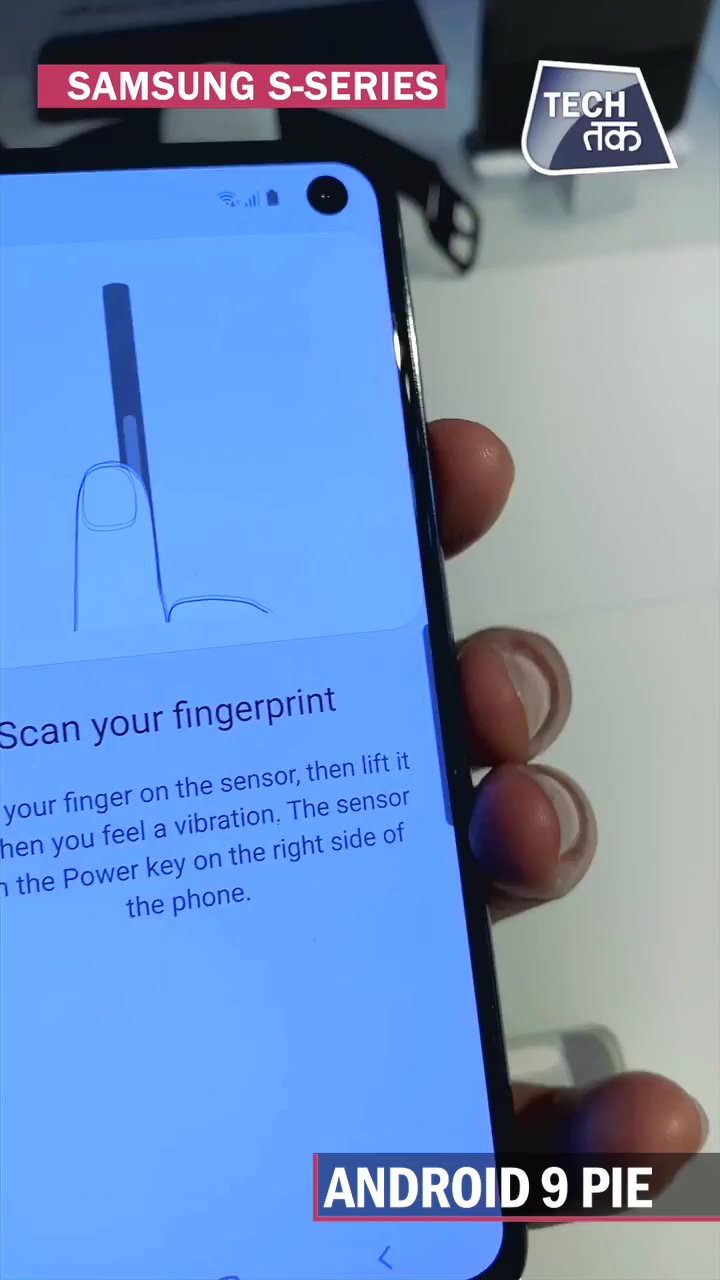 SAMSUNG S-SERIES
TECH
तक
Scan your fingerprint
your finger on the sensor, then lift it
hen you feel a vibration. The sensor
n the Power key on the right side of
the phone.
ANDROID 9 PIE